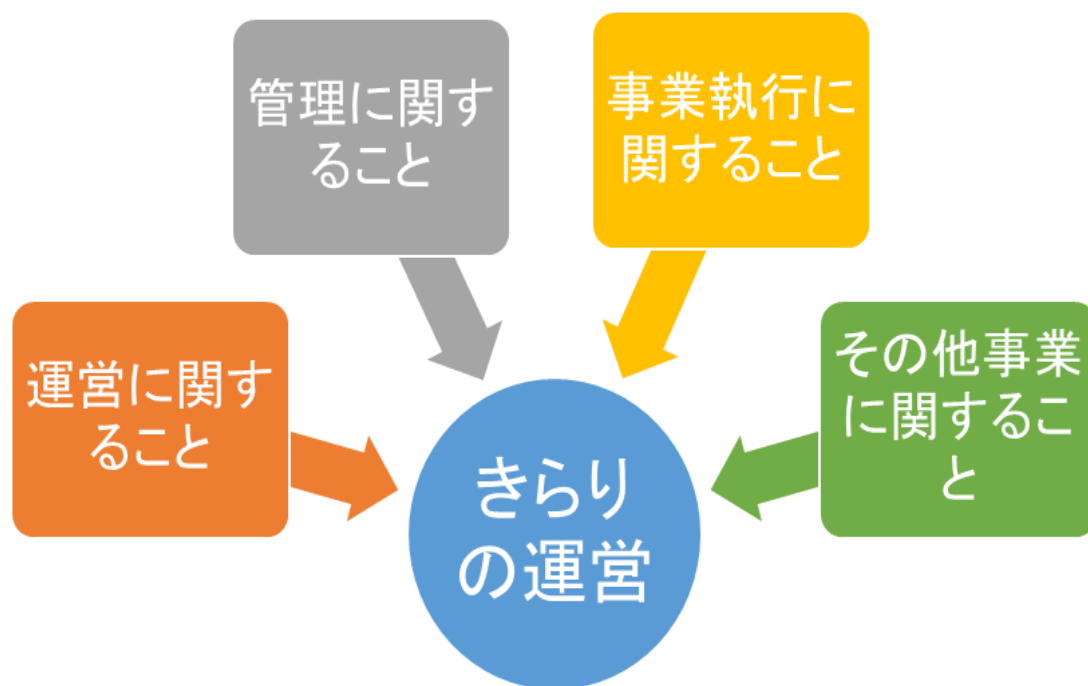 管理に関す
ること
事業執行に
関すること
運営に関す
ること
その他事業
に関するこ
と
きらり
の運営